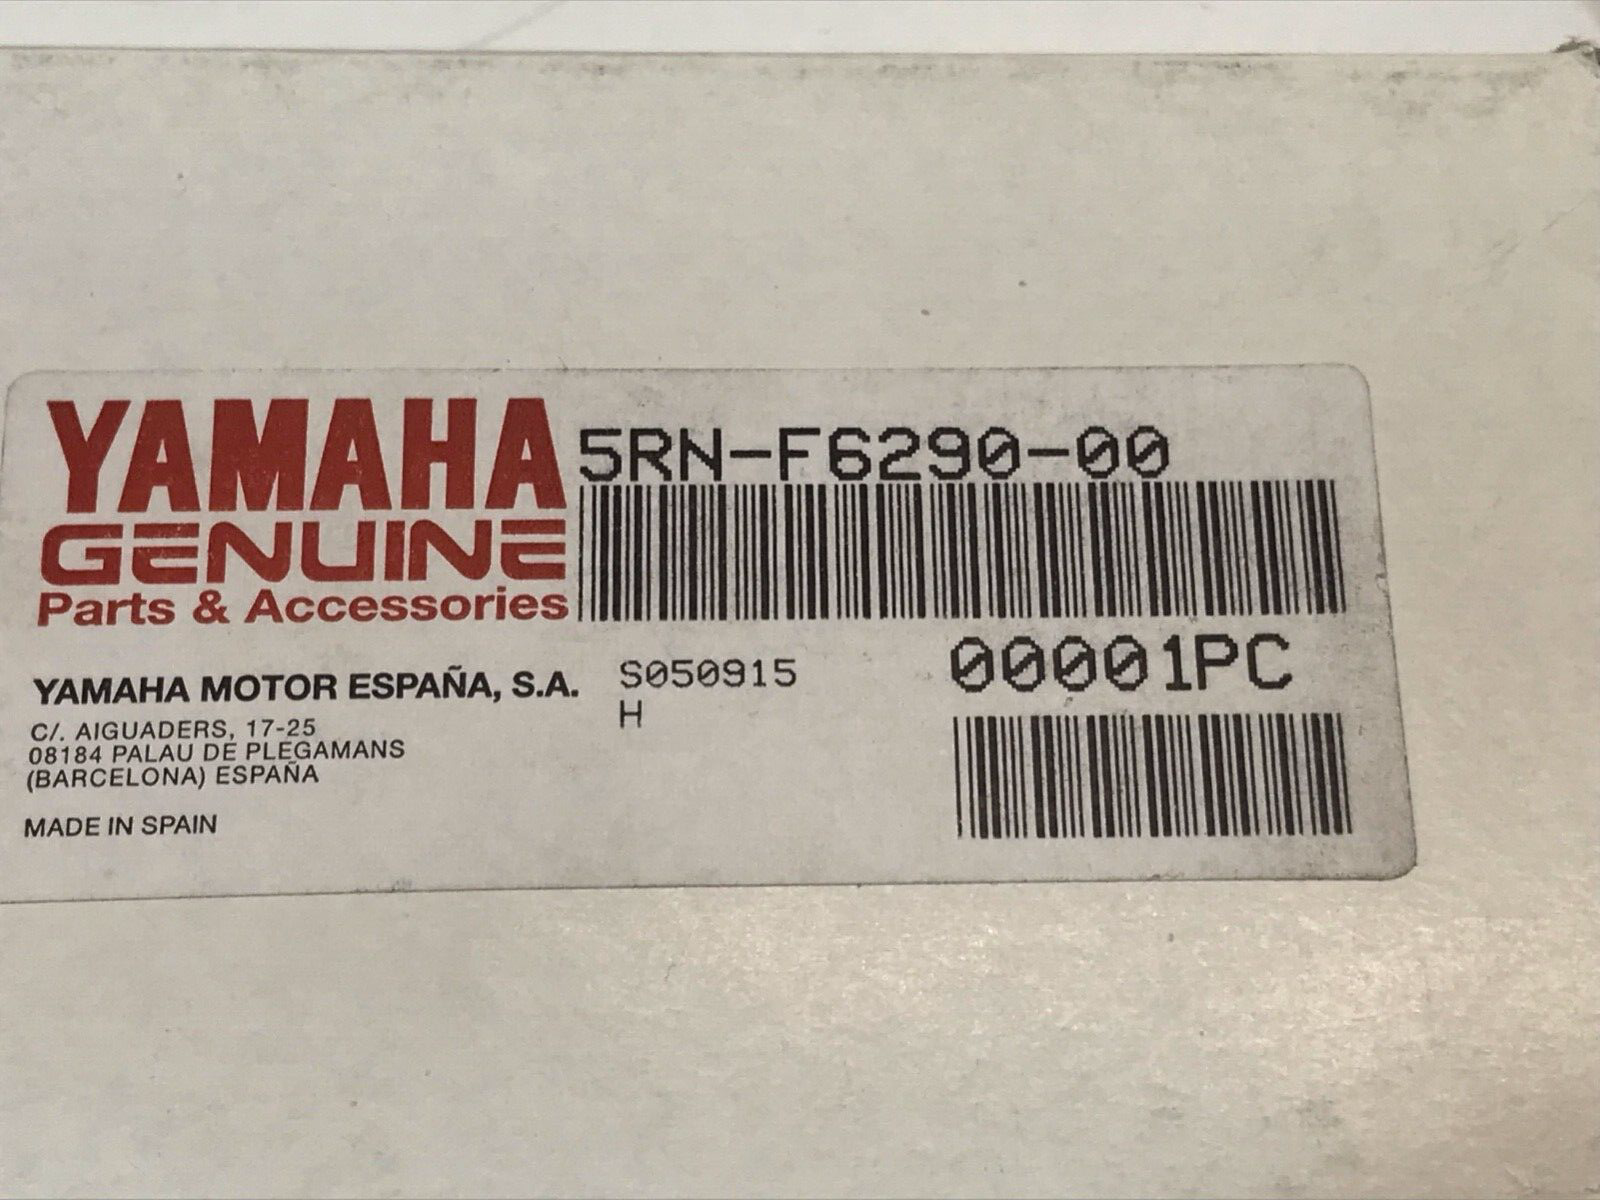 YAMAHA
GENUINE
Parts & Accessories
5RN-F6290-00
YAMAHA MOTOR ESPAÑA, S.A.
C/. AIGUADERS, 17-25
08184 PALAU DE PLEGAMANS
(BARCELONA) ESPAÑA
MADE IN SPAIN
S050915
H
00001PC